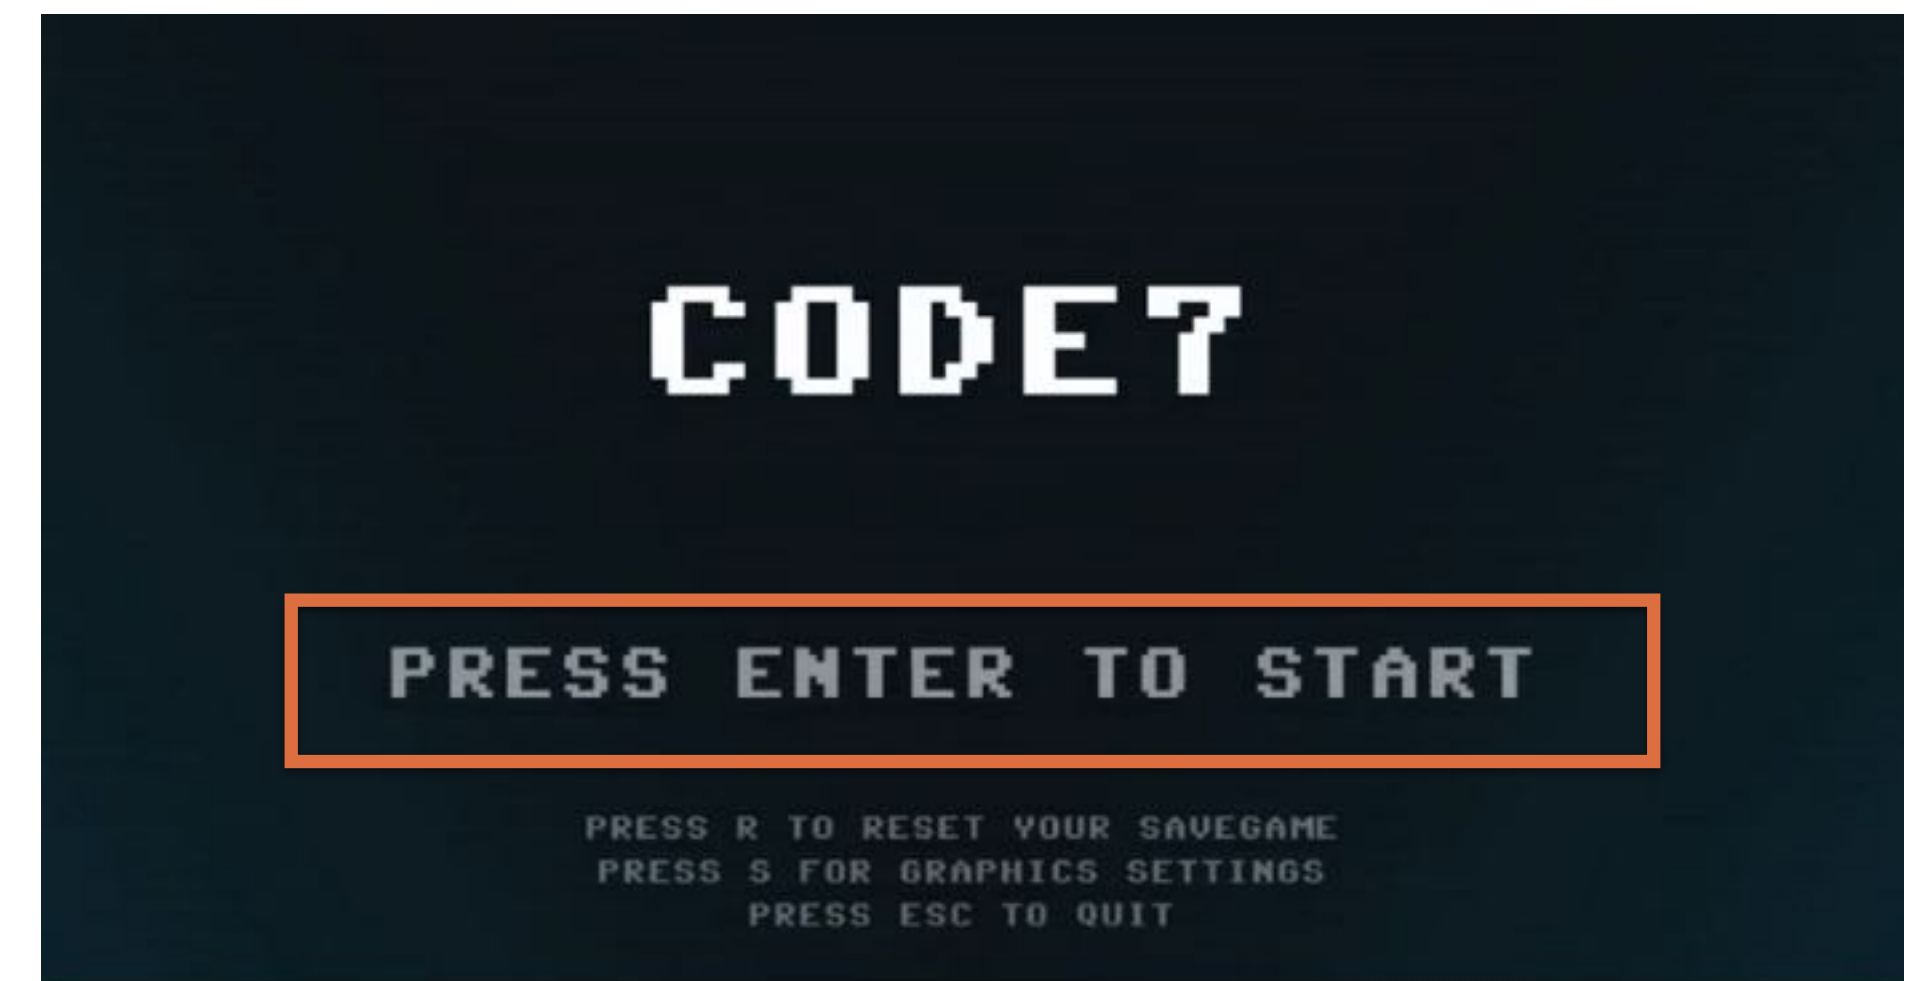 CODE7
PRESS ENTER TO START
PRESS R TO RESET YOUR SAVEGAME
PRESS S FOR GRAPHICS SETTINGS
PRESS ESC TO QUIT